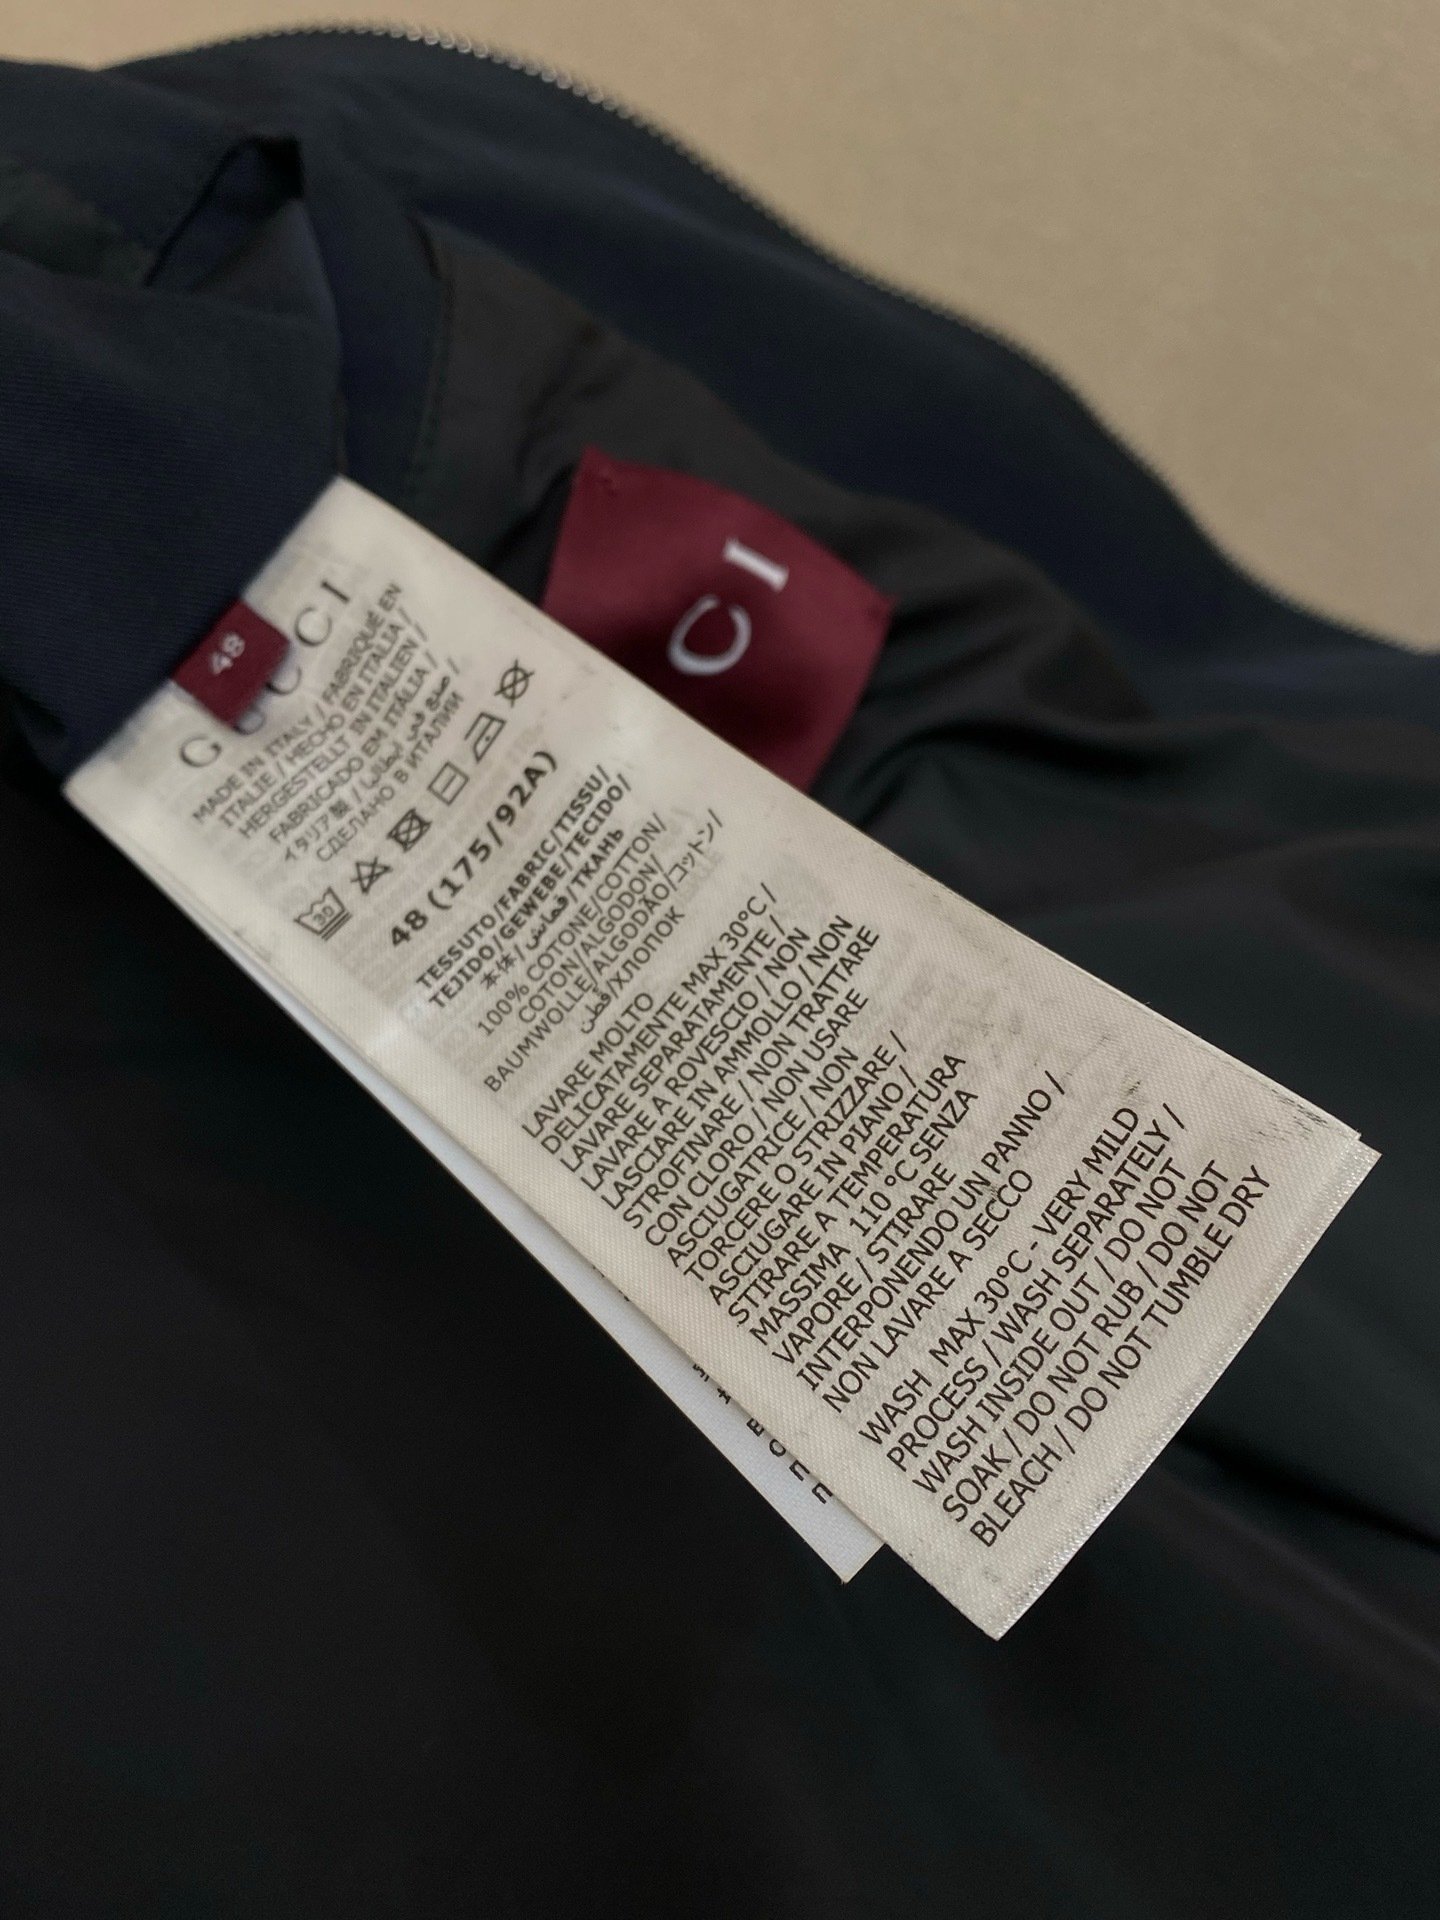 CI
48
GUCCI
MADE IN ITALY / FABRIQUÉ EN
ITALIE / HECHO EN ITALIA /
HERGESTELLT IN ITALIEN /
FABRICADO EM ITÁLIA /
イタリア製 / صنع في إيطاليا /
СДЕЛАНО В ИТАЛИИ
30
48 (175/92A)
TESSUTO/FABRIC/TISSU/
TEJIDO/GEWEBE/TECIDO/
本体/قماش/ТКАНЬ
100% COTONE/COTTON/
COTON/ALGODON/
BAUMWOLLE/ALGODÃO/コットン/
قطن/ХЛОПОК
LAVARE MOLTO
DELICATAMENTE MAX 30°C /
LAVARE SEPARATAMENTE /
LAVARE A ROVESCIO / NON
LASCIARE IN AMMOLLO / NON
STROFINARE / NON TRATTARE
CON CLORO / NON USARE
ASCIUGATRICE / NON
TORCERE O STRIZZARE /
ASCIUGARE IN PIANO /
STIRARE A TEMPERATURA
MASSIMA 110 °C SENZA
VAPORE / STIRARE
INTERPONENDO UN PANNO /
NON LAVARE A SECCO
WASH MAX 30°C - VERY MILD
PROCESS / WASH SEPARATELY /
WASH INSIDE OUT / DO NOT
SOAK / DO NOT RUB / DO NOT
BLEACH / DO NOT TUMBLE DRY